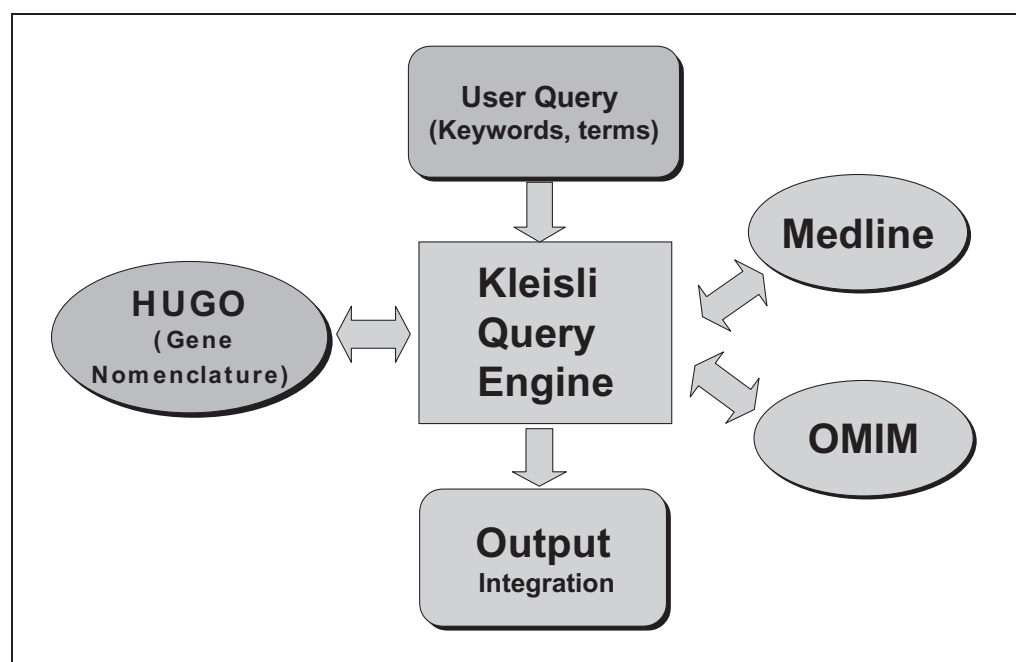 User Query
(Keywords, terms)
Medline
Kleisli
Query
Engine
HUGO
(Gene
Nomenclature)
OMIM
Output
Integration